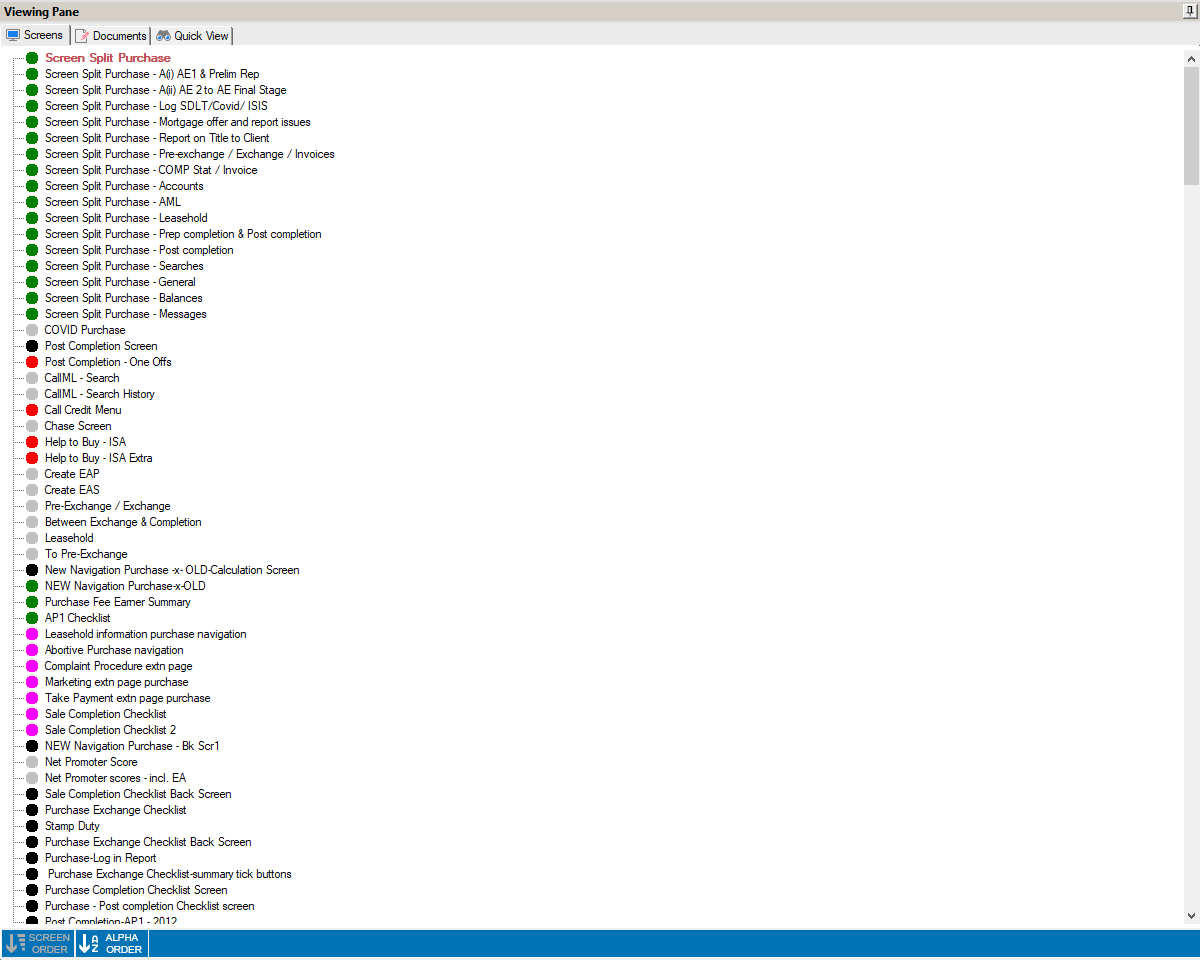 Viewing Pane
Screens
Documents
Quick View
Screen Split Purchase
Screen Split Purchase - A(i) AE1 & Prelim Rep
Screen Split Purchase - A(ii) AE 2 to AE Final Stage
Screen Split Purchase - Log SDLT/Covid/ ISIS
Screen Split Purchase - Mortgage offer and report issues
Screen Split Purchase - Report on Title to Client
Screen Split Purchase - Pre-exchange / Exchange / Invoices
Screen Split Purchase - COMP Stat / Invoice
Screen Split Purchase - Accounts
Screen Split Purchase - AML
Screen Split Purchase - Leasehold
Screen Split Purchase - Prep completion & Post completion
Screen Split Purchase - Post completion
Screen Split Purchase - Searches
Screen Split Purchase - General
Screen Split Purchase - Balances
Screen Split Purchase - Messages
COVID Purchase
Post Completion Screen
Post Completion - One Offs
CallML - Search
CallML - Search History
Call Credit Menu
Chase Screen
Help to Buy - ISA
Help to Buy - ISA Extra
Create EAP
Create EAS
Pre-Exchange / Exchange
Between Exchange & Completion
Leasehold
To Pre-Exchange
New Navigation Purchase -x- OLD-Calculation Screen
NEW Navigation Purchase-x-OLD
Purchase Fee Earner Summary
AP1 Checklist
Leasehold information purchase navigation
Abortive Purchase navigation
Complaint Procedure extn page
Marketing extn page purchase
Take Payment extn page purchase
Sale Completion Checklist
Sale Completion Checklist 2
NEW Navigation Purchase - Bk Scr1
Net Promoter Score
Net Promoter scores - incl. EA
Sale Completion Checklist Back Screen
Purchase Exchange Checklist
Stamp Duty
Purchase Exchange Checklist Back Screen
Purchase-Log in Report
Purchase Exchange Checklist-summary tick buttons
Purchase Completion Checklist Screen
Purchase - Post completion Checklist screen
Post Completion-AP1 - 2012
SCREEN
ORDER
ALPHA
ORDER